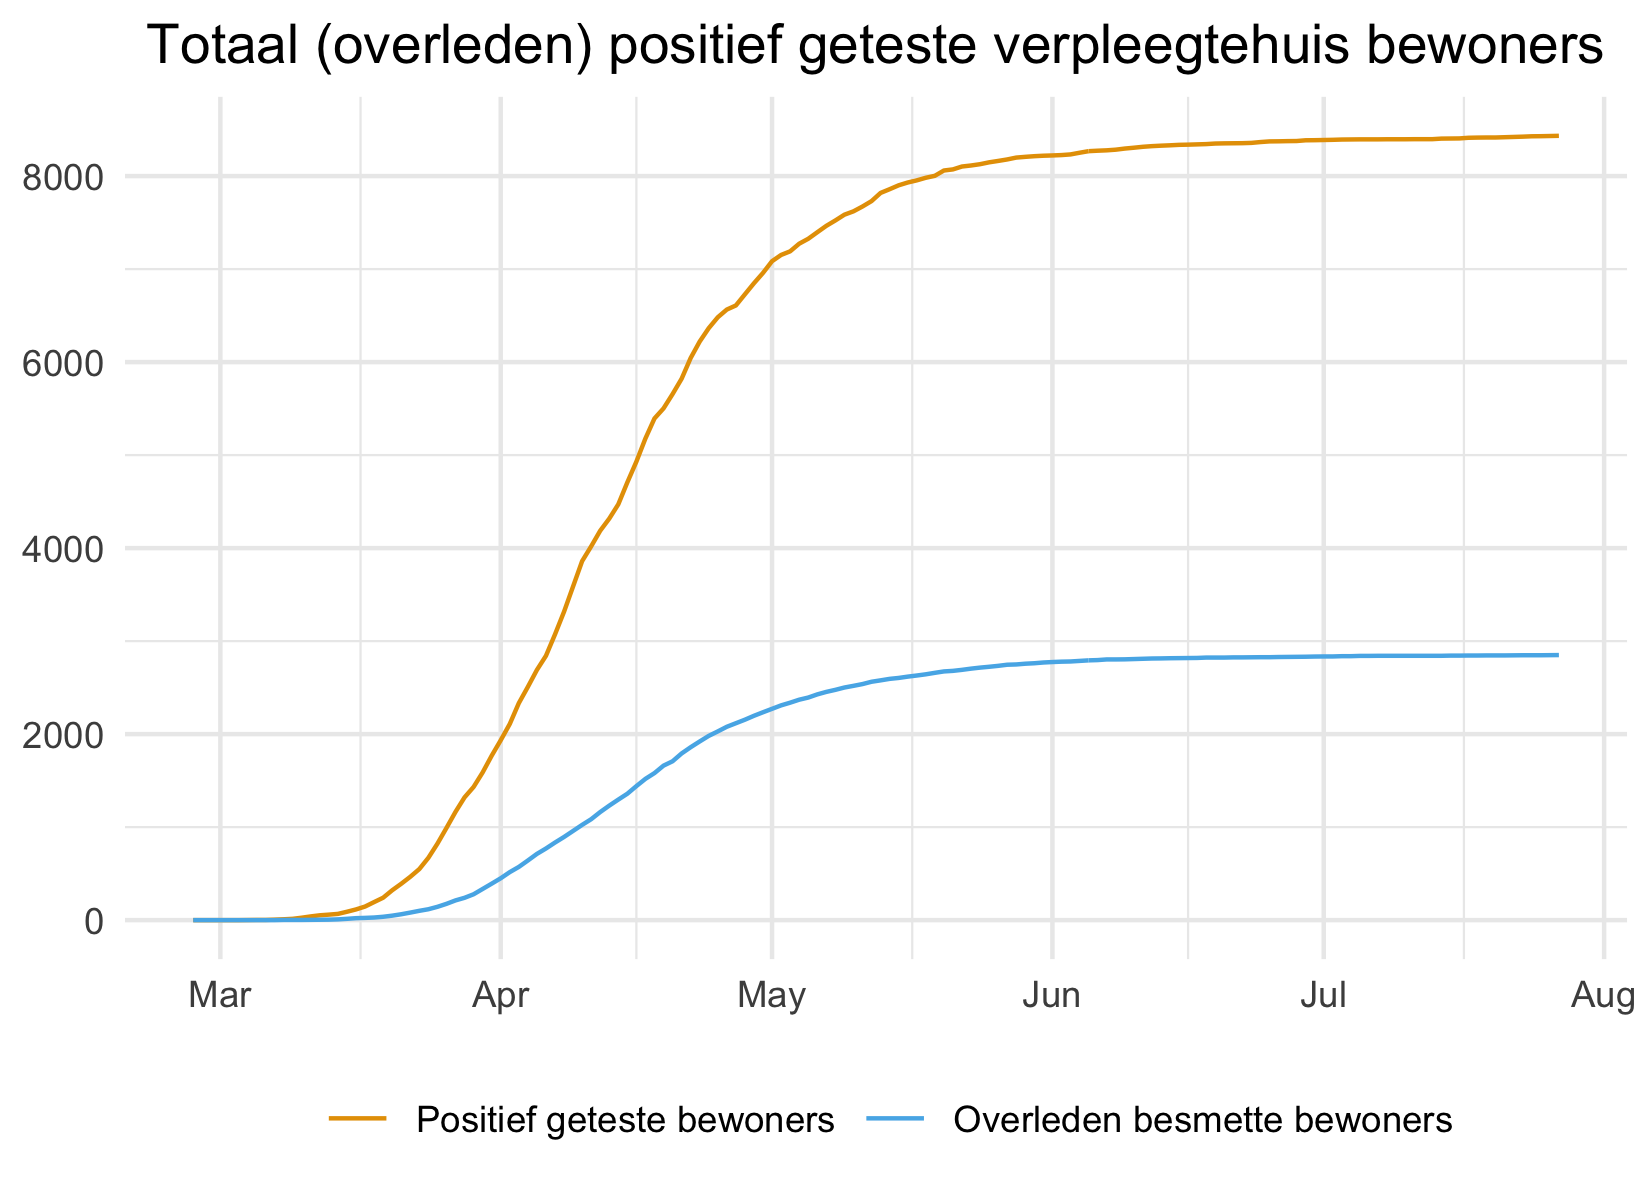 Totaal (overleden) positief geteste verpleegtehuis bewoners
8000
6000
4000
2000
0
Mar Apr May Jun Jul Aug
Positief geteste bewoners Overleden besmette bewoners